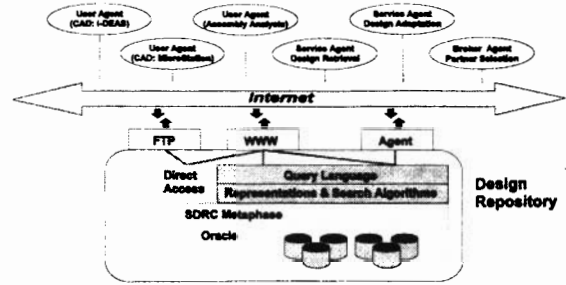 User Agent
(CAD: I-DEAS)
User Agent
(Assembly Analysis)
Service Agent
Design Adaptation
User Agent
(CAD: MicroStation)
Service Agent
Design Retrieval
Broker Agent
Partner Selection
Internet
FTP
WWW
Agent
Direct
Access
Query Language
Representations & Search Algorithms
SDRC Metaphase
Oracle
Design
Repository